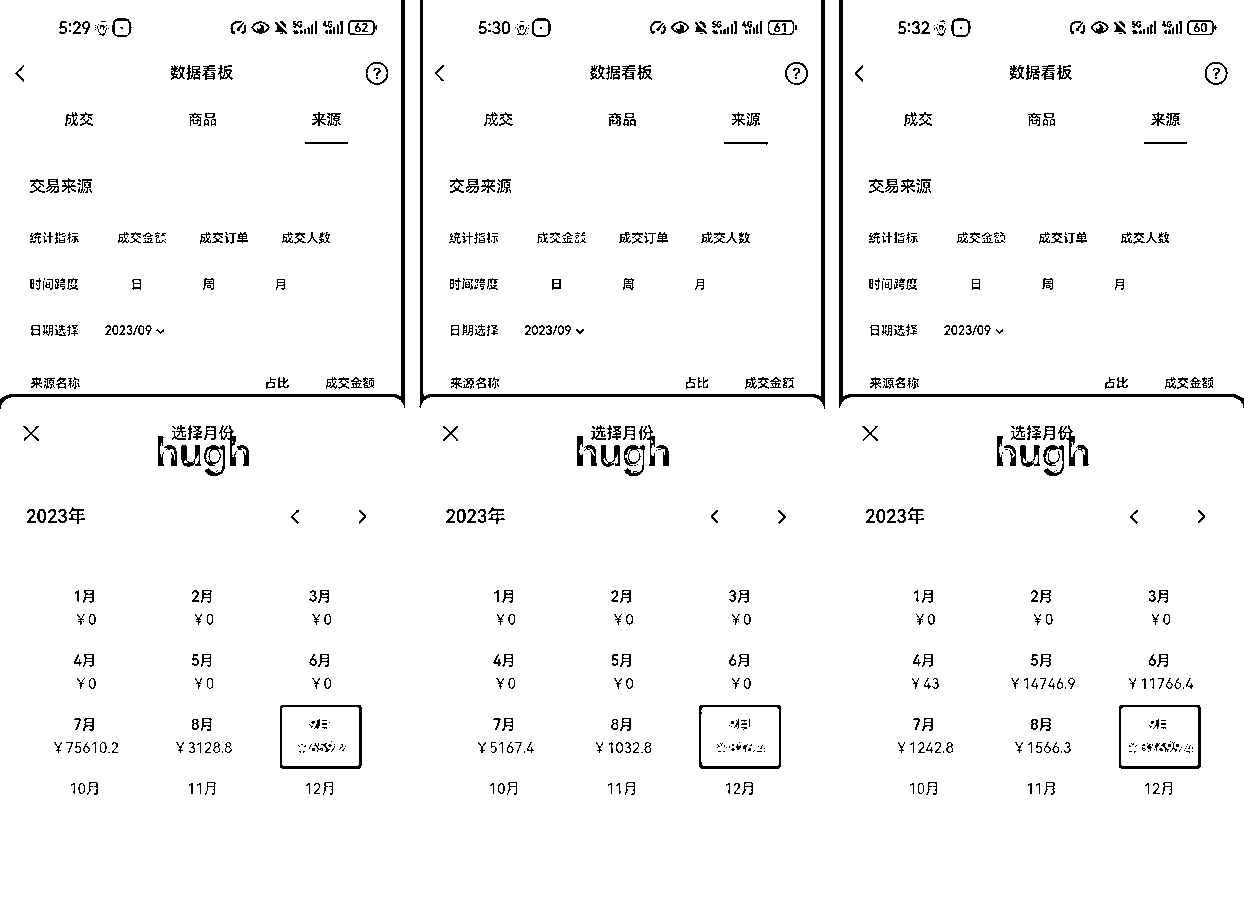 5:29
5G
4G
62
数据看板
?
成交 商品 来源
交易来源
统计指标 成交金额 成交订单 成交人数
时间跨度 日 周 月
日期选择 2023/09
来源名称 占比 成交金额
选择月份
hugh
2023年
1月 2月 3月
￥0 ￥0 ￥0
4月 5月 6月
￥0 ￥0 ￥0
7月 8月
￥75610.2 ￥3128.8
10月 11月 12月
5:30
5G
4G
61
数据看板
?
成交 商品 来源
交易来源
统计指标 成交金额 成交订单 成交人数
时间跨度 日 周 月
日期选择 2023/09
来源名称 占比 成交金额
选择月份
hugh
2023年
1月 2月 3月
￥0 ￥0 ￥0
4月 5月 6月
￥0 ￥0 ￥0
7月 8月
￥5167.4 ￥1032.8
10月 11月 12月
5:32
5G
4G
60
数据看板
?
成交 商品 来源
交易来源
统计指标 成交金额 成交订单 成交人数
时间跨度 日 周 月
日期选择 2023/09
来源名称 占比 成交金额
选择月份
hugh
2023年
1月 2月 3月
￥0 ￥0 ￥0
4月 5月 6月
￥43 ￥14746.9 ￥11766.4
7月 8月
￥1242.8 ￥1566.3
10月 11月 12月